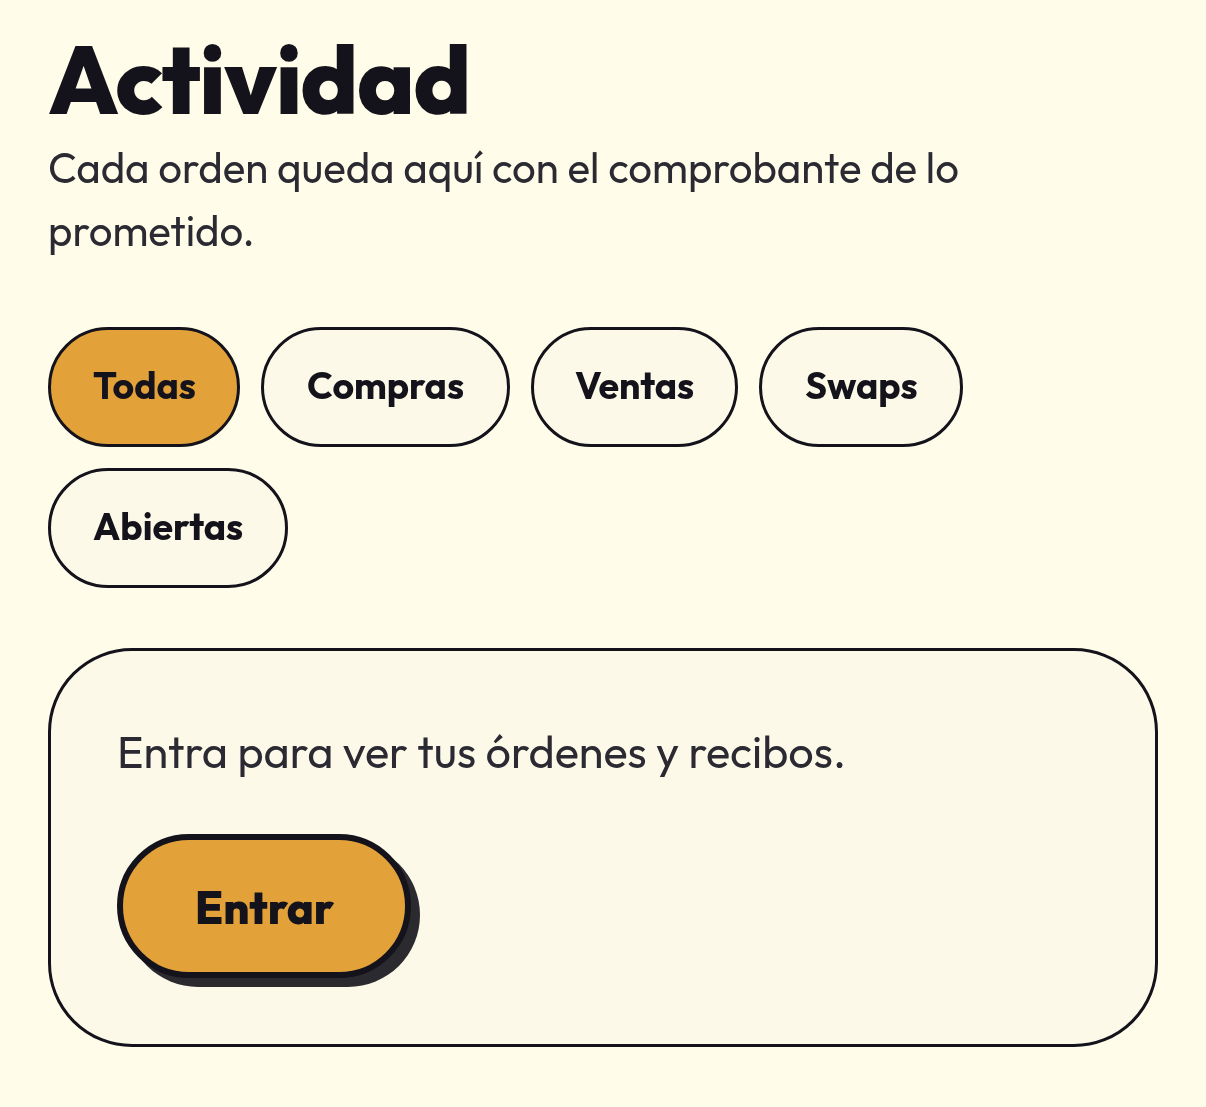 Actividad
Cada orden queda aquí con el comprobante de lo
prometido.
Todas
Compras
Ventas
Swaps
Abiertas
Entra para ver tus órdenes y recibos.
Entrar